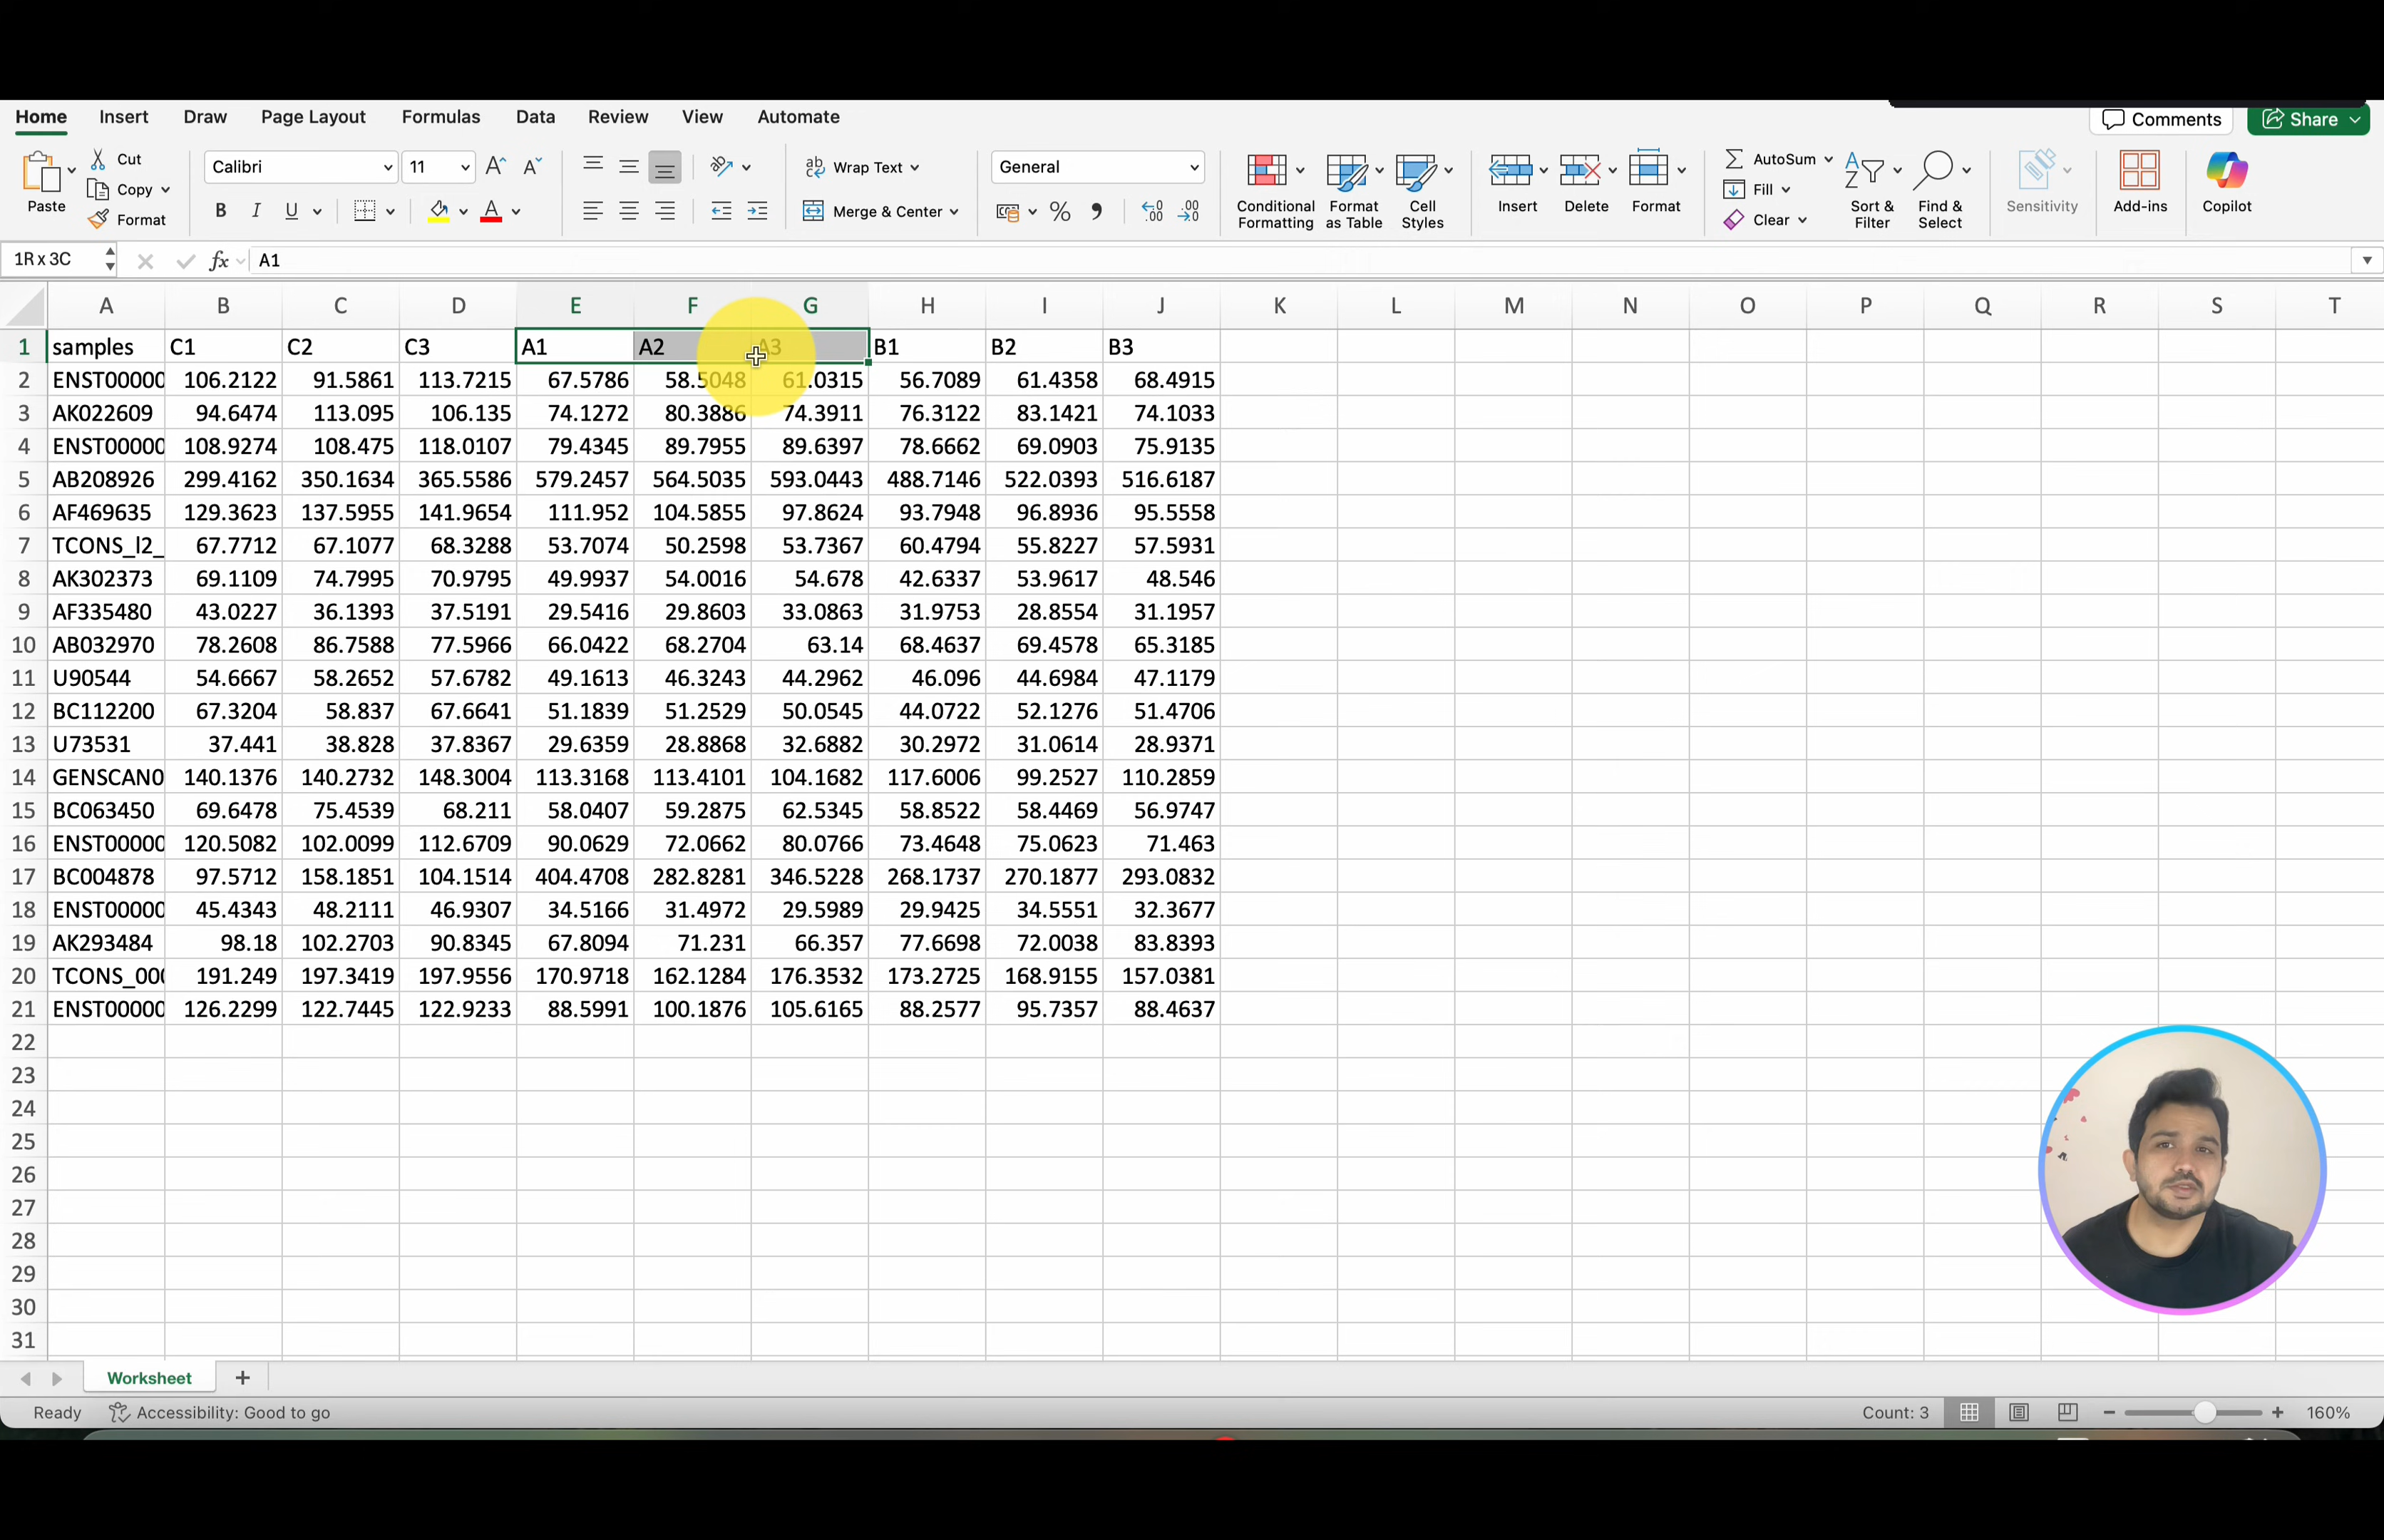 Home Insert Draw Page Layout Formulas Data Review View Automate Comments Share
Paste Cut Copy Format Calibri 11 Wrap Text General AutoSum Fill Clear
B I U Merge & Center % Conditional Formatting Format as Table Cell Styles Insert Delete Format Sort & Filter Find & Select Sensitivity Add-ins Copilot
1R x 3C fx A1
A B C D E F G H I J K L M N O P Q R S T
1 samples C1 C2 C3 A1 A2 A3 B1 B2 B3
2 ENST00000 106.2122 91.5861 113.7215 67.5786 58.5048 61.0315 56.7089 61.4358 68.4915
3 AK022609 94.6474 113.095 106.135 74.1272 80.3886 74.3911 76.3122 83.1421 74.1033
4 ENST00000 108.9274 108.475 118.0107 79.4345 89.7955 89.6397 78.6662 69.0903 75.9135
5 AB208926 299.4162 350.1634 365.5586 579.2457 564.5035 593.0443 488.7146 522.0393 516.6187
6 AF469635 129.3623 137.5955 141.9654 111.952 104.5855 97.8624 93.7948 96.8936 95.5558
7 TCONS_l2_ 67.7712 67.1077 68.3288 53.7074 50.2598 53.7367 60.4794 55.8227 57.5931
8 AK302373 69.1109 74.7995 70.9795 49.9937 54.0016 54.678 42.6337 53.9617 48.546
9 AF335480 43.0227 36.1393 37.5191 29.5416 29.8603 33.0863 31.9753 28.8554 31.1957
10 AB032970 78.2608 86.7588 77.5966 66.0422 68.2704 63.14 68.4637 69.4578 65.3185
11 U90544 54.6667 58.2652 57.6782 49.1613 46.3243 44.2962 46.096 44.6984 47.1179
12 BC112200 67.3204 58.837 67.6641 51.1839 51.2529 50.0545 44.0722 52.1276 51.4706
13 U73531 37.441 38.828 37.8367 29.6359 28.8868 32.6882 30.2972 31.0614 28.9371
14 GENSCAN0 140.1376 140.2732 148.3004 113.3168 113.4101 104.1682 117.6006 99.2527 110.2859
15 BC063450 69.6478 75.4539 68.211 58.0407 59.2875 62.5345 58.8522 58.4469 56.9747
16 ENST00000 120.5082 102.0099 112.6709 90.0629 72.0662 80.0766 73.4648 75.0623 71.463
17 BC004878 97.5712 158.1851 104.1514 404.4708 282.8281 346.5228 268.1737 270.1877 293.0832
18 ENST00000 45.4343 48.2111 46.9307 34.5166 31.4972 29.5989 29.9425 34.5551 32.3677
19 AK293484 98.18 102.2703 90.8345 67.8094 71.231 66.357 77.6698 72.0038 83.8393
20 TCONS_000 191.249 197.3419 197.9556 170.9718 162.1284 176.3532 173.2725 168.9155 157.0381
21 ENST00000 126.2299 122.7445 122.9233 88.5991 100.1876 105.6165 88.2577 95.7357 88.4637
22
23
24
25
26
27
28
29
30
31
Worksheet +
Ready Accessibility: Good to go Count: 3 160%